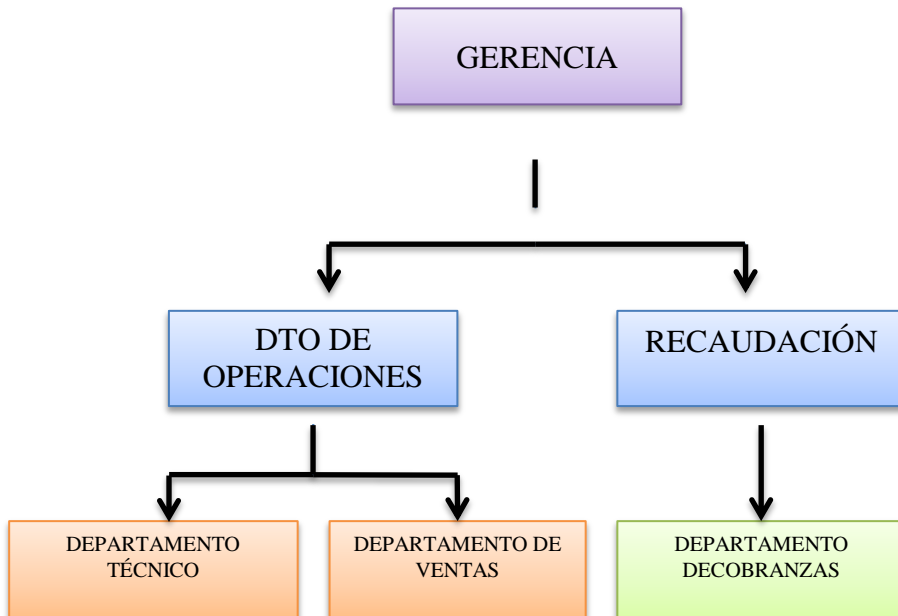 GERENCIA
DTO DE
OPERACIONES
RECAUDACIÓN
DEPARTAMENTO
TÉCNICO
DEPARTAMENTO DE
VENTAS
DEPARTAMENTO
DECOBRANZAS